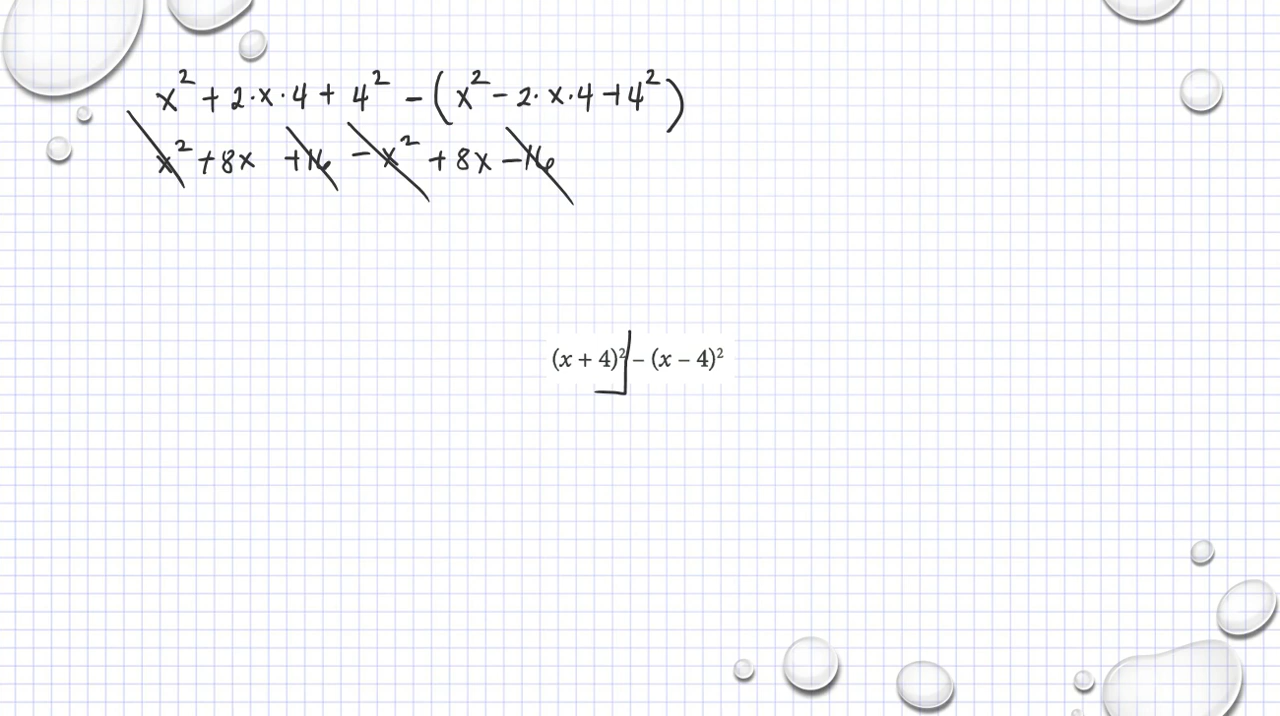 x² + 2·x·4 + 4² - (x² - 2·x·4 + 4²)
x² + 8x + 16 - x² + 8x - 16
(x + 4)² – (x – 4)²